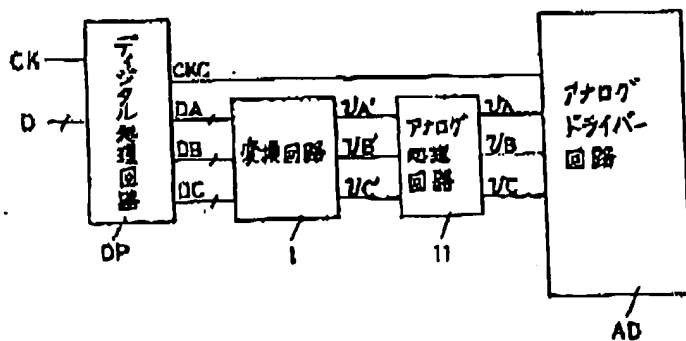 CK
D
ディジタル処理回路
DP
CKC
DA
DB
DC
変換回路
1
VA'
VB'
VC'
アナログ
処理
回路
11
VA
VB
VC
アナログ
ドライバー
回路
AD